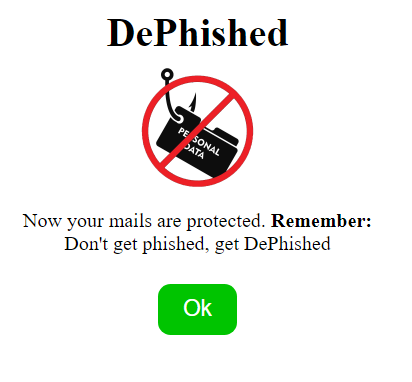 DePhished
PERSONAL
DATA
Now your mails are protected. Remember:
Don't get phished, get DePhished
Ok